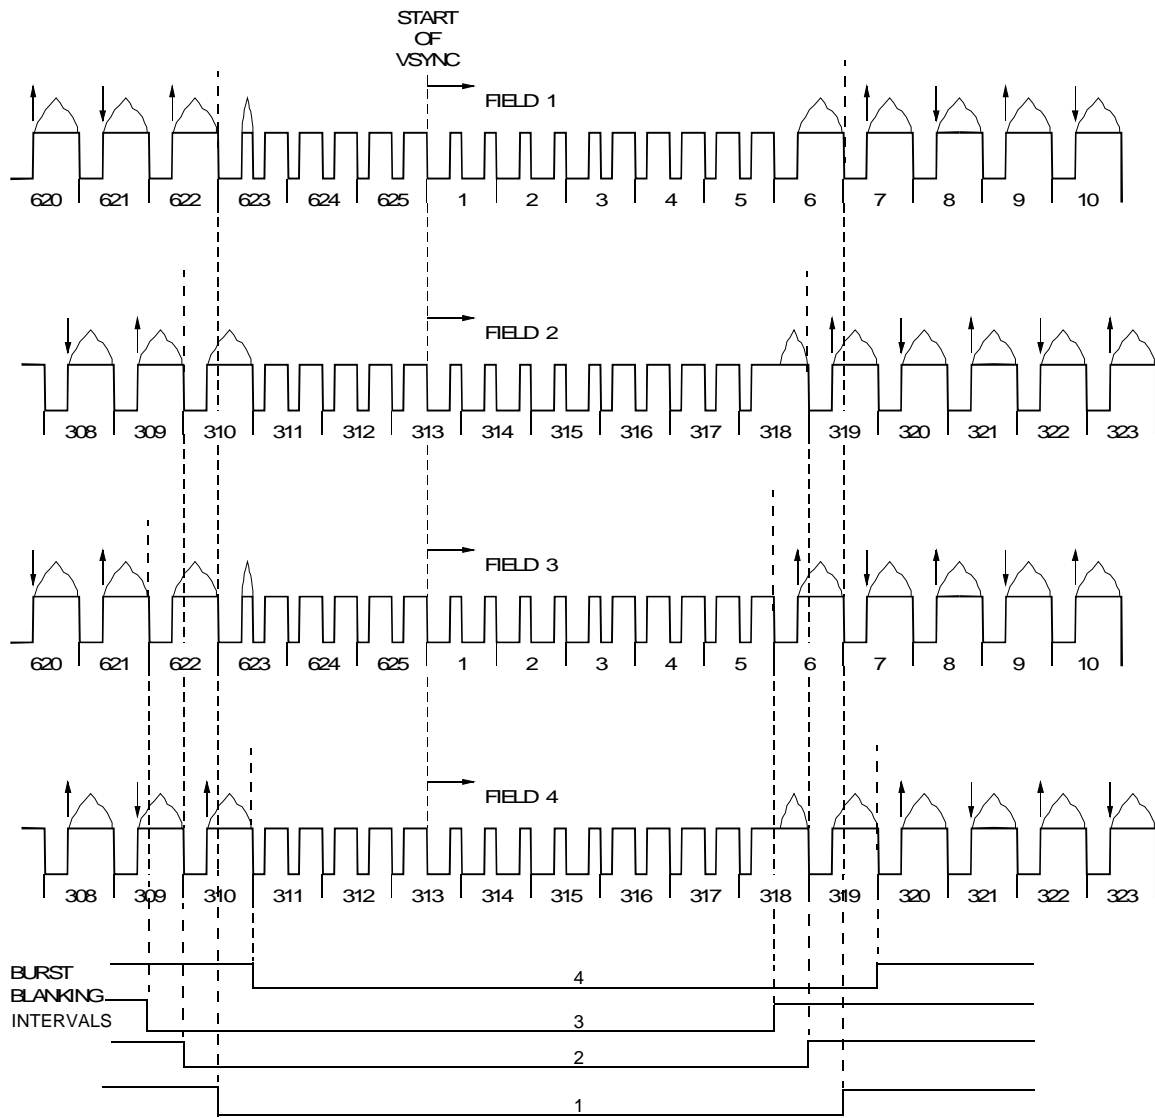 START
OF
VSYNC
FIELD 1
620 621 622 623 624 625 1 2 3 4 5 6 7 8 9 10
FIELD 2
308 309 310 311 312 313 314 315 316 317 318 319 320 321 322 323
FIELD 3
620 621 622 623 624 625 1 2 3 4 5 6 7 8 9 10
FIELD 4
308 309 310 311 312 313 314 315 316 317 318 319 320 321 322 323
BURST
BLANKING
INTERVALS
4
3
2
1